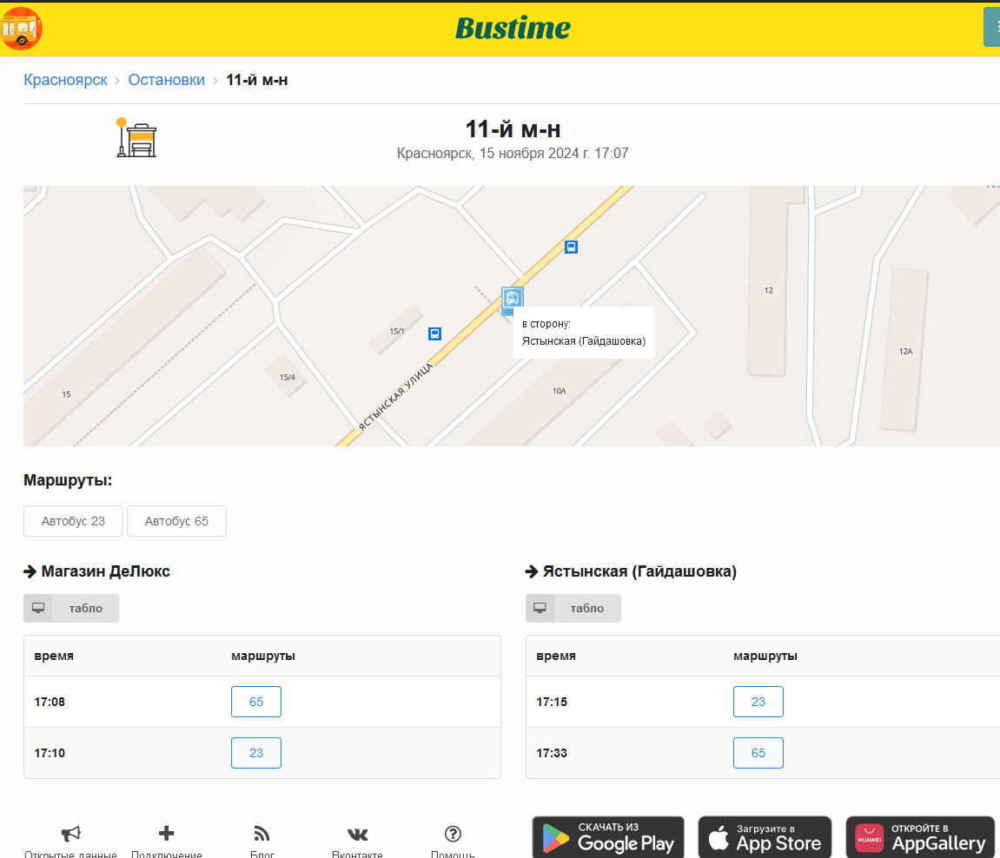 Bustime
Красноярск › Остановки › 11-й м-н
11-й м-н
Красноярск, 15 ноября 2024 г. 17:07
12
в сторону:
Ястынская (Гайдашовка)
15/1
12А
ЯСТЫНСКАЯ УЛИЦА
15/4
10А
15
Маршруты:
Автобус 23 Автобус 65
Магазин ДеЛюкс
табло
время маршруты
17:08 65
17:10 23
Ястынская (Гайдашовка)
табло
время маршруты
17:15 23
17:33 65
Открытые данные
Подключение
Блог
Вконтакте
Помощь
СКАЧАТЬ ИЗ
Google Play
Загрузите в
App Store
HUAWEI
ОТКРОЙТЕ В
AppGallery